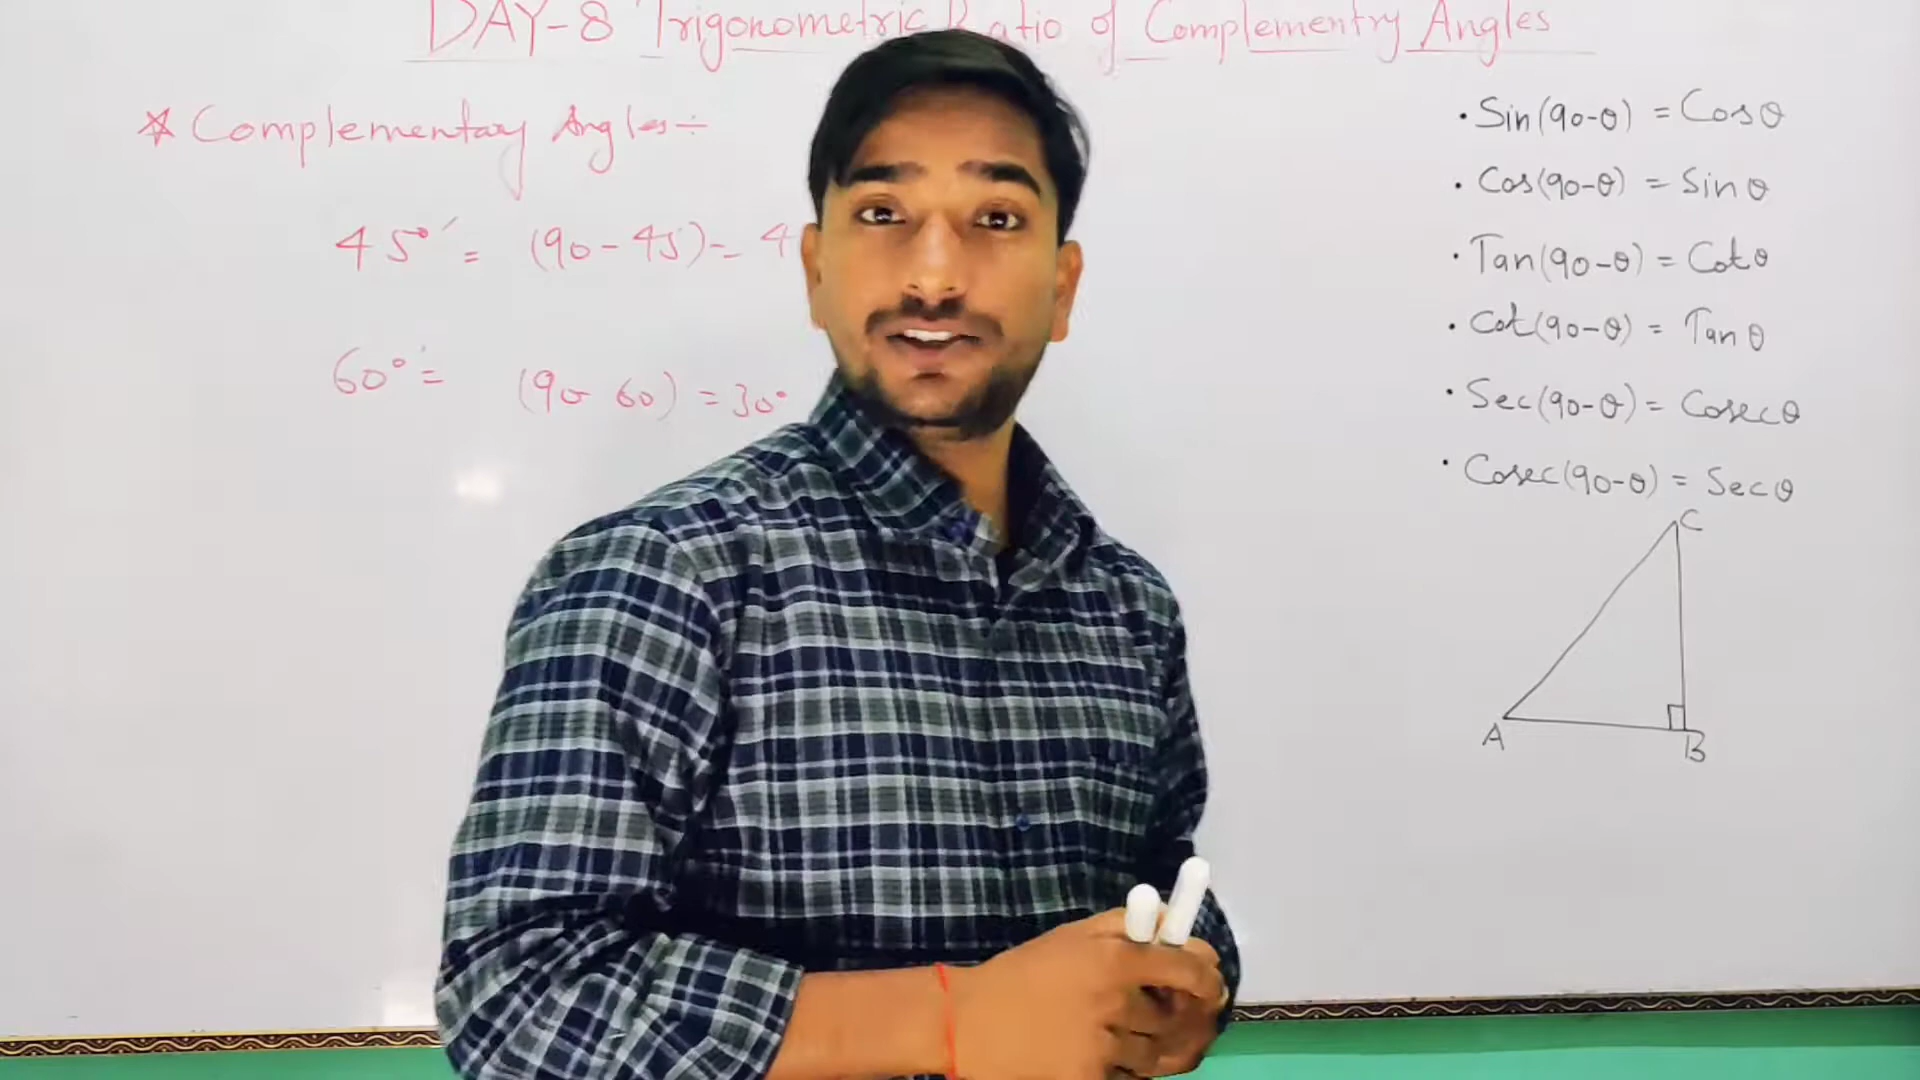 DAY-8 Trigonometric Ratio of Complementry Angles
* Complementary Angles÷
45° = (90-45)= 4
60° = (90 60) = 30°
• Sin(90-θ) = Cosθ
• Cos(90-θ) = Sinθ
• Tan(90-θ) = Cotθ
• Cot(90-θ) = Tanθ
• Sec(90-θ) = Cosecθ
• Cosec(90-θ) = Secθ
C
A
B